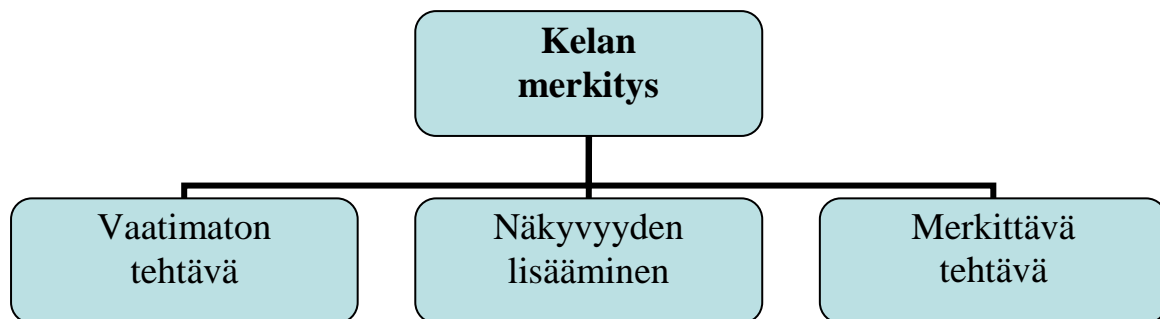 Kelan
merkitys
Vaatimaton
tehtävä
Näkyvyyden
lisääminen
Merkittävä
tehtävä